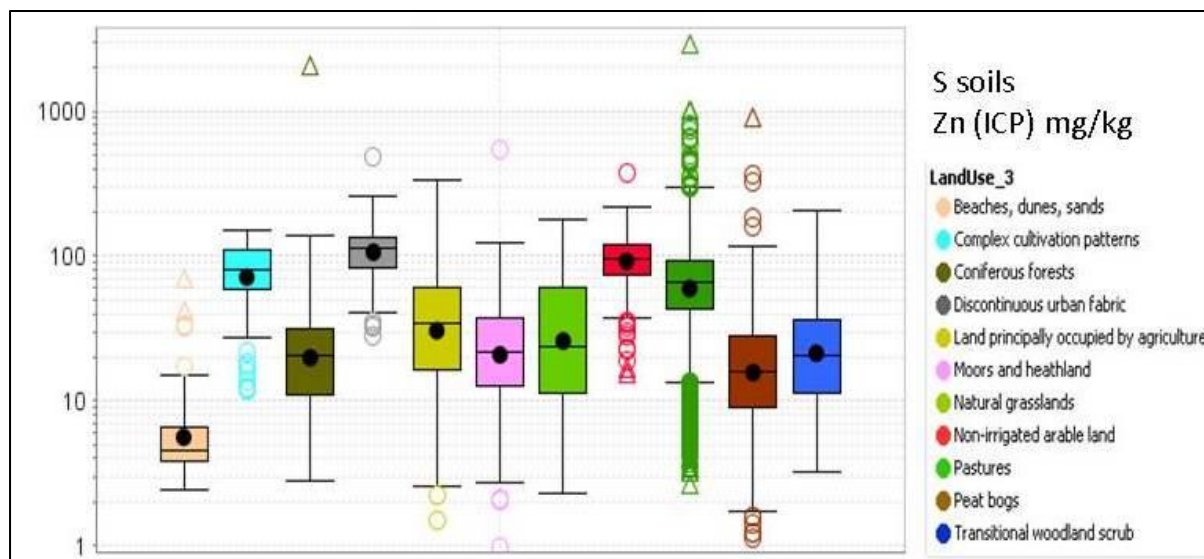 1000
100
10
1
S soils
Zn (ICP) mg/kg
LandUse_3
Beaches, dunes, sands
Complex cultivation patterns
Coniferous forests
Discontinuous urban fabric
Land principally occupied by agriculture
Moors and heathland
Natural grasslands
Non-irrigated arable land
Pastures
Peat bogs
Transitional woodland scrub